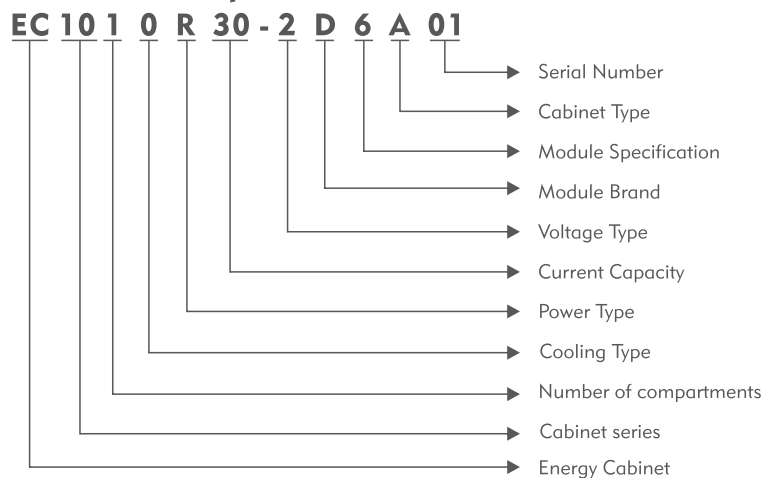 EC 10 1 0 R 30 - 2 D 6 A 01
Serial Number
Cabinet Type
Module Specification
Module Brand
Voltage Type
Current Capacity
Power Type
Cooling Type
Number of compartments
Cabinet series
Energy Cabinet